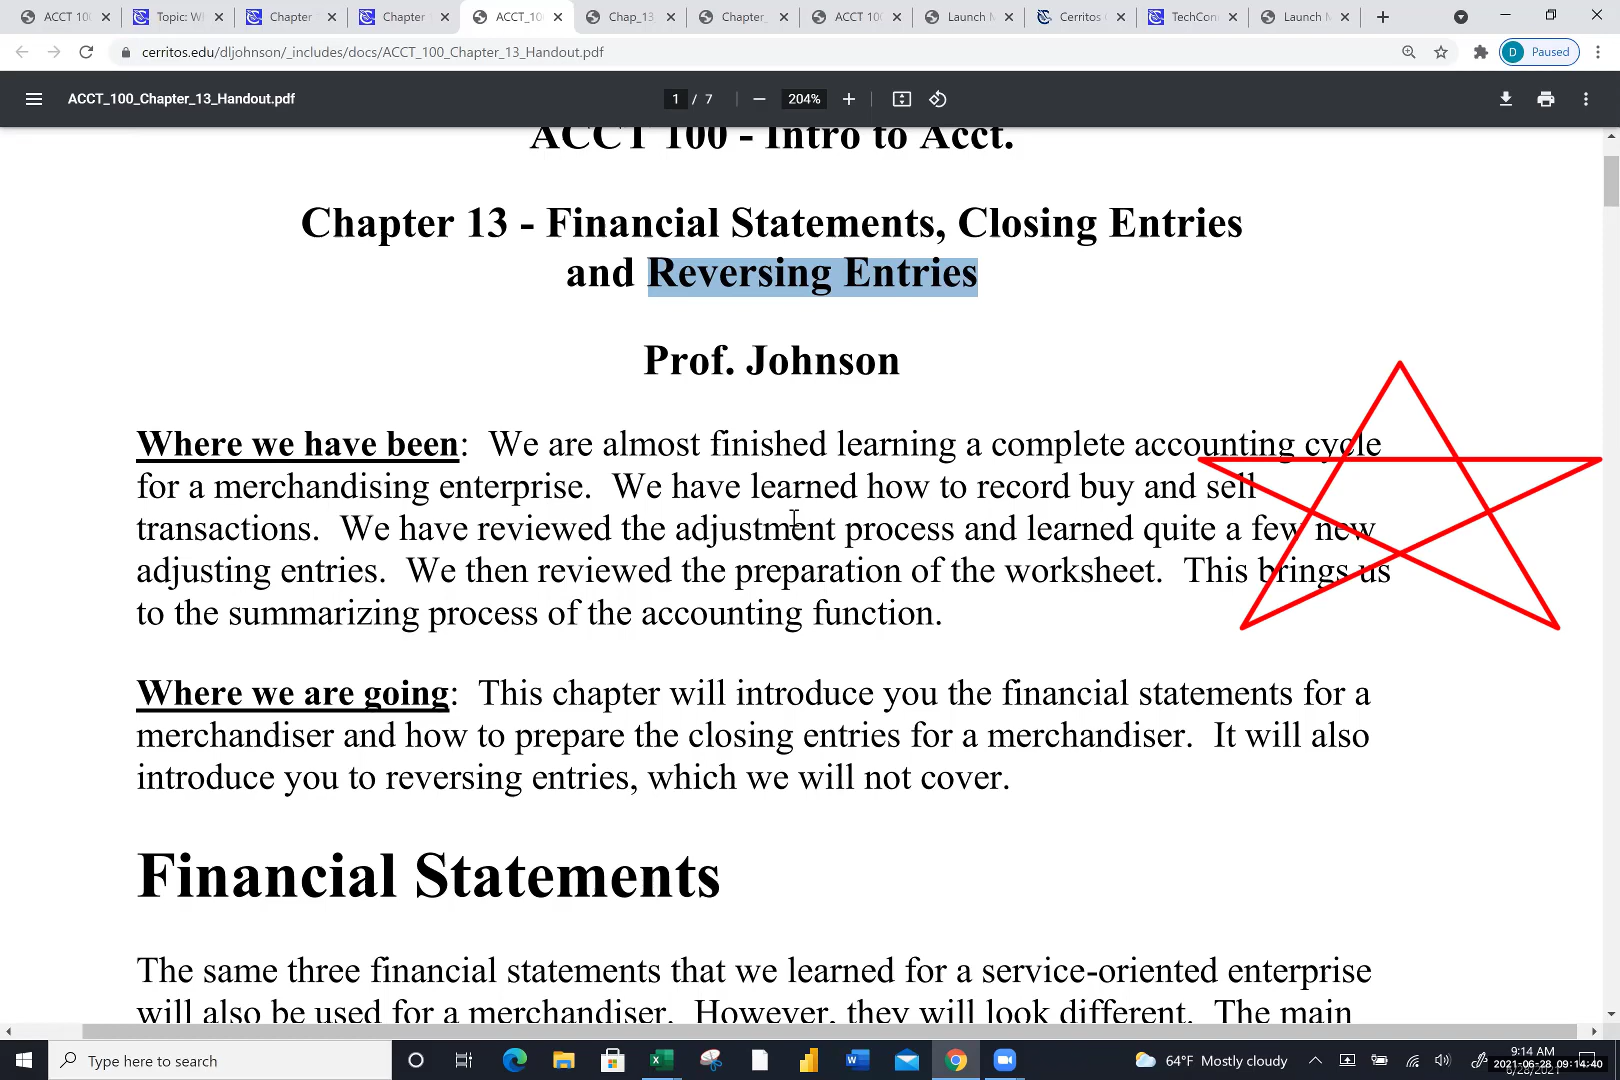 ACCT 100
Topic: W
Chapter
Chapter
ACCT_10
Chap_13
Chapter_
ACCT 100
Launch M
Cerritos
TechCon
Launch M
cerritos.edu/dljohnson/_includes/docs/ACCT_100_Chapter_13_Handout.pdf
D Paused
ACCT_100_Chapter_13_Handout.pdf
1 / 7
204%
ACCT 100 - Intro to Acct.
Chapter 13 - Financial Statements, Closing Entries
and Reversing Entries
Prof. Johnson
Where we have been: We are almost finished learning a complete accounting cycle
for a merchandising enterprise. We have learned how to record buy and sell
transactions. We have reviewed the adjustment process and learned quite a few new
adjusting entries. We then reviewed the preparation of the worksheet. This brings us
to the summarizing process of the accounting function.
Where we are going: This chapter will introduce you the financial statements for a
merchandiser and how to prepare the closing entries for a merchandiser. It will also
introduce you to reversing entries, which we will not cover.
Financial Statements
The same three financial statements that we learned for a service-oriented enterprise
will also be used for a merchandiser. However, they will look different. The main
Type here to search
64°F Mostly cloudy
9:14 AM
2021-06-28 09:14:40